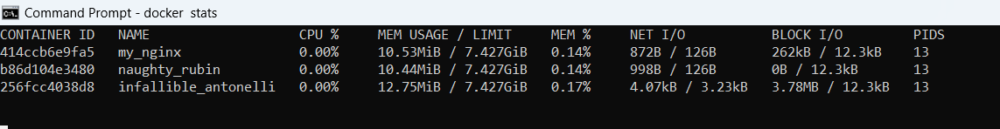 Command Prompt - docker stats
CONTAINER ID NAME CPU % MEM USAGE / LIMIT MEM % NET I/O BLOCK I/O PIDS
414ccb6e9fa5 my_nginx 0.00% 10.53MiB / 7.427GiB 0.14% 872B / 126B 262kB / 12.3kB 13
b86d104e3480 naughty_rubin 0.00% 10.44MiB / 7.427GiB 0.14% 998B / 126B 0B / 12.3kB 13
256fcc4038d8 infallible_antonelli 0.00% 12.75MiB / 7.427GiB 0.17% 4.07kB / 3.23kB 3.78MB / 12.3kB 13